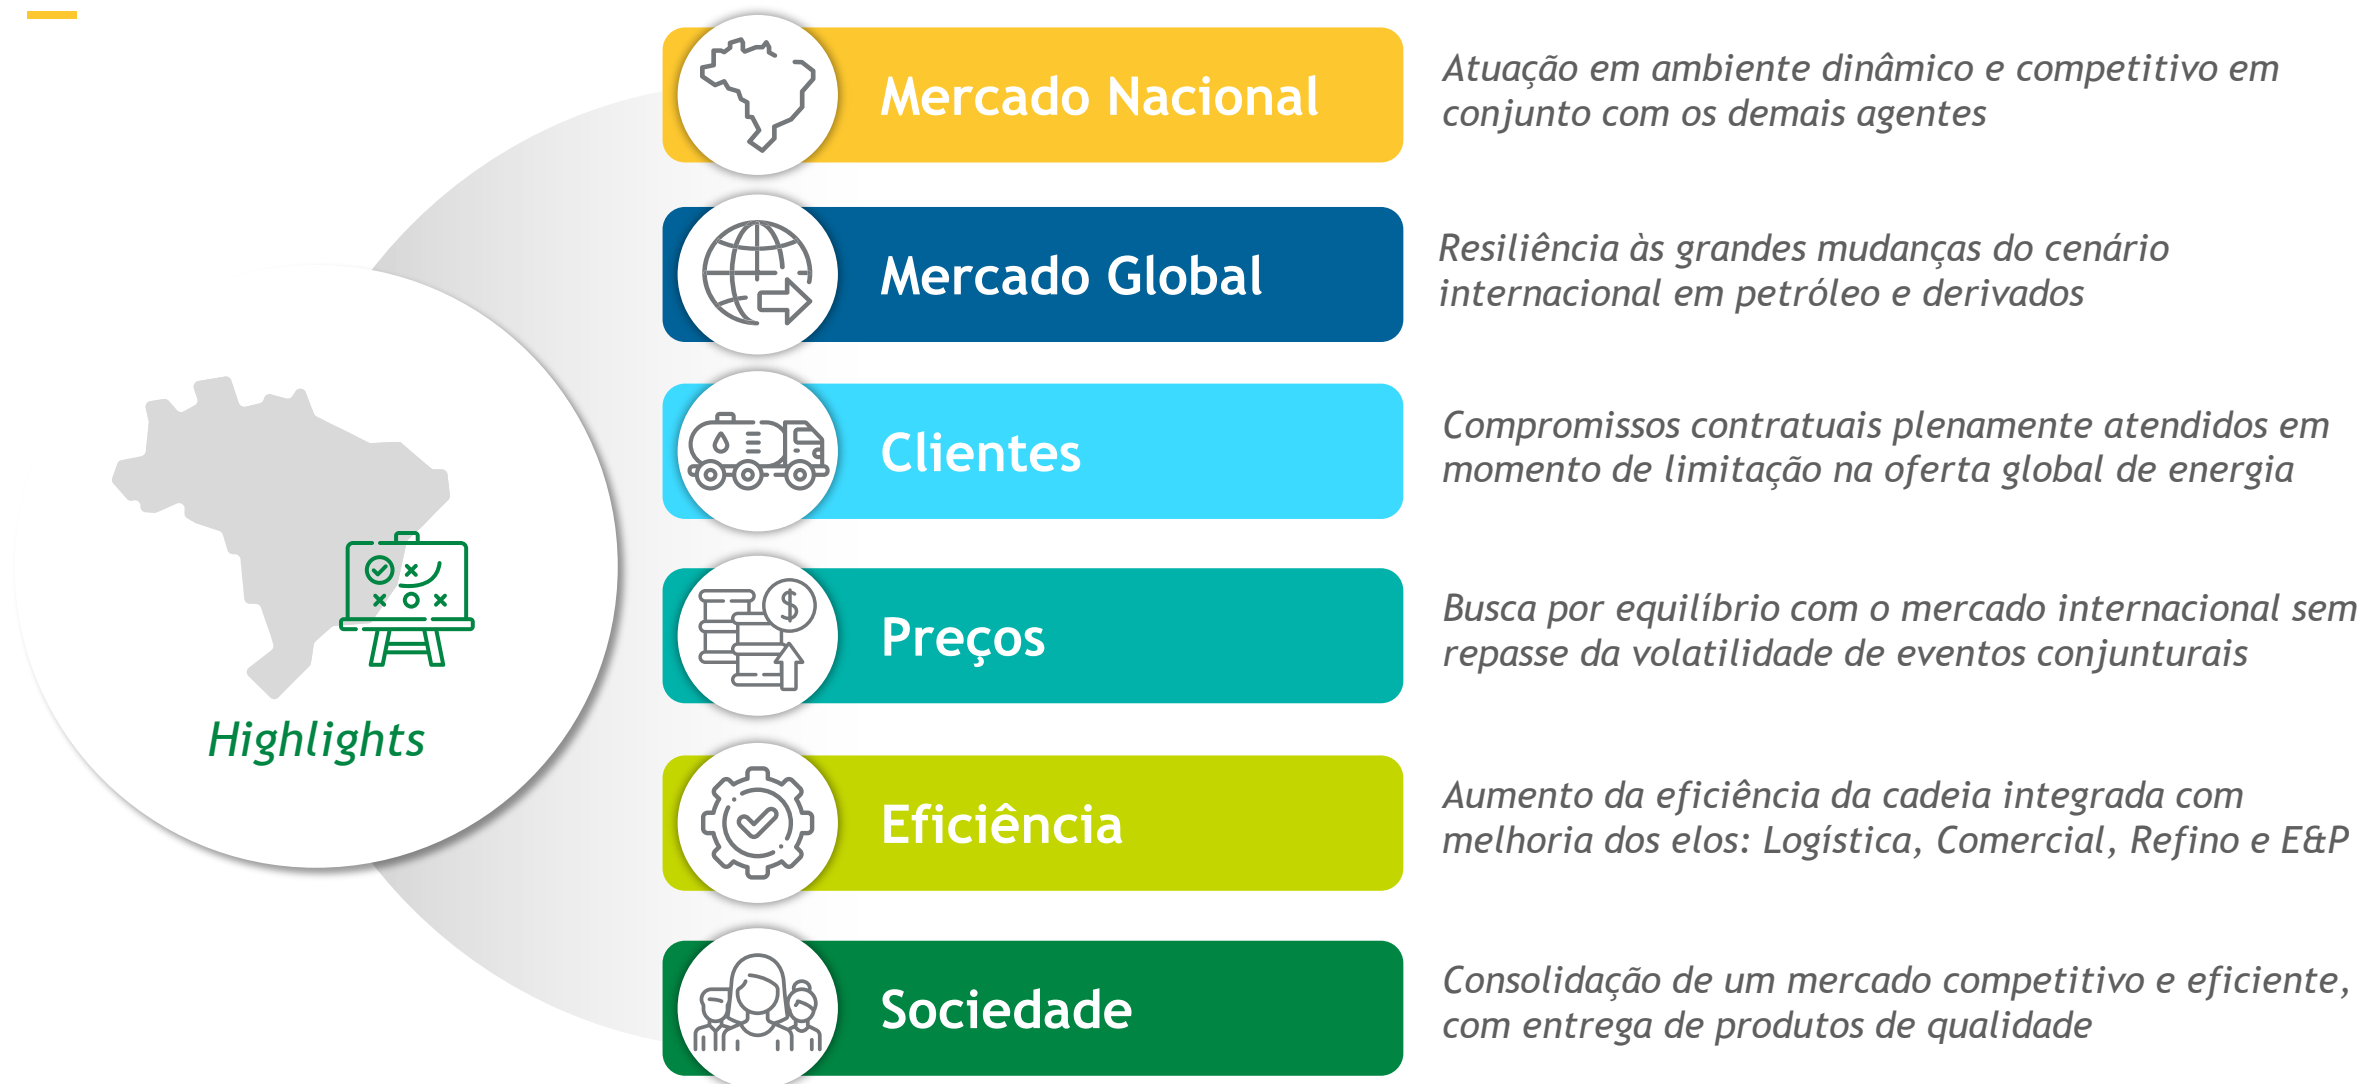 Highlights
Mercado Nacional
Atuação em ambiente dinâmico e competitivo em
conjunto com os demais agentes
Mercado Global
Resiliência às grandes mudanças do cenário
internacional em petróleo e derivados
Clientes
Compromissos contratuais plenamente atendidos em
momento de limitação na oferta global de energia
$
Preços
Busca por equilíbrio com o mercado internacional sem
repasse da volatilidade de eventos conjunturais
Eficiência
Aumento da eficiência da cadeia integrada com
melhoria dos elos: Logística, Comercial, Refino e E&P
Sociedade
Consolidação de um mercado competitivo e eficiente,
com entrega de produtos de qualidade